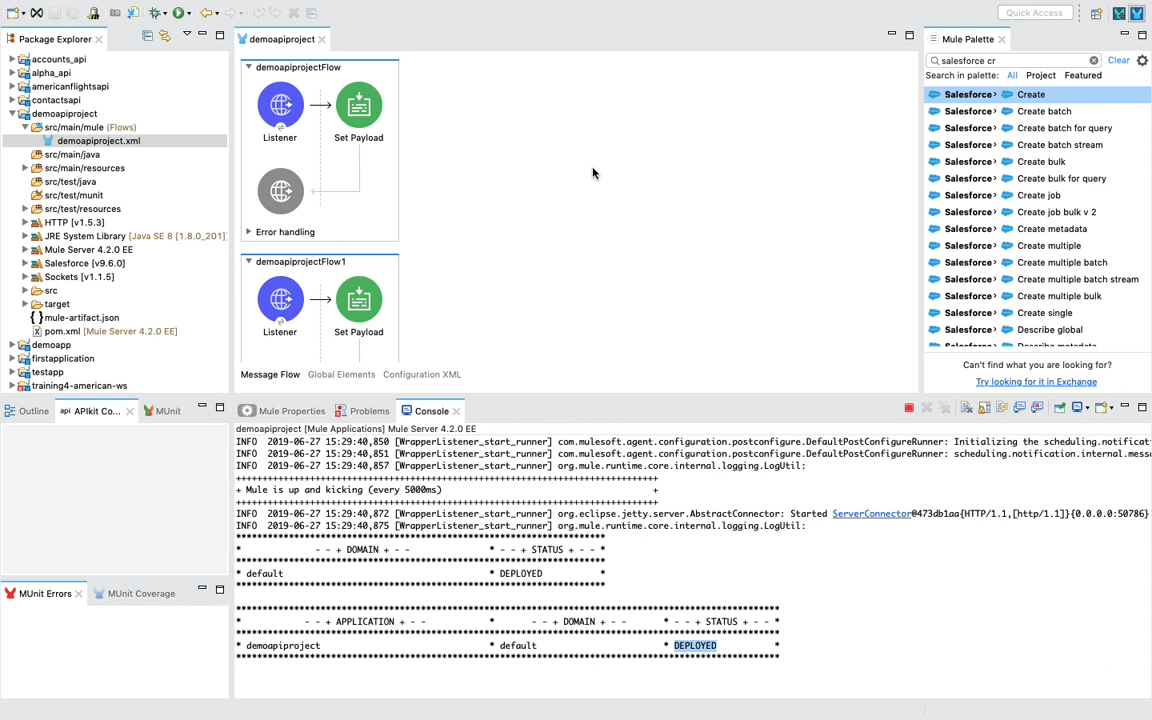 Quick Access
Package Explorer
accounts_api
alpha_api
americanflightsapi
contactsapi
demoapiproject
src/main/mule (Flows)
demoapiproject.xml
src/main/java
src/main/resources
src/test/java
src/test/munit
src/test/resources
HTTP [v1.5.3]
JRE System Library [Java SE 8 [1.8.0_201]]
Mule Server 4.2.0 EE
Salesforce [v9.6.0]
Sockets [v1.1.5]
src
target
mule-artifact.json
pom.xml [Mule Server 4.2.0 EE]
demoapp
firstapplication
testapp
training4-american-ws
demoapiproject
demoapiprojectFlow
Listener
Set Payload
Error handling
demoapiprojectFlow1
Listener
Set Payload
Message Flow Global Elements Configuration XML
Mule Palette
salesforce cr
Clear
Search in palette: All Project Featured
Salesforce› Create
Salesforce› Create batch
Salesforce› Create batch for query
Salesforce› Create batch stream
Salesforce› Create bulk
Salesforce› Create bulk for query
Salesforce› Create job
Salesforce› Create job bulk v 2
Salesforce› Create metadata
Salesforce› Create multiple
Salesforce› Create multiple batch
Salesforce› Create multiple batch stream
Salesforce› Create multiple bulk
Salesforce› Create single
Salesforce› Describe global
Salesforce› Describe metadata
Can't find what you are looking for?
Try looking for it in Exchange
Outline
api APIkit Co...
MUnit
MUnit Errors
MUnit Coverage
Mule Properties
Problems
Console
demoapiproject [Mule Applications] Mule Server 4.2.0 EE
INFO 2019-06-27 15:29:40,850 [WrapperListener_start_runner] com.mulesoft.agent.configuration.postconfigure.DefaultPostConfigureRunner: Initializing the scheduling.notificat
INFO 2019-06-27 15:29:40,851 [WrapperListener_start_runner] com.mulesoft.agent.configuration.postconfigure.DefaultPostConfigureRunner: scheduling.notification.internal.mess
INFO 2019-06-27 15:29:40,857 [WrapperListener_start_runner] org.mule.runtime.core.internal.logging.LogUtil:
+ Mule is up and kicking (every 5000ms) +
INFO 2019-06-27 15:29:40,872 [WrapperListener_start_runner] org.eclipse.jetty.server.AbstractConnector: Started ServerConnector@473db1aa{HTTP/1.1,[http/1.1]}{0.0.0.0:50786}
INFO 2019-06-27 15:29:40,875 [WrapperListener_start_runner] org.mule.runtime.core.internal.logging.LogUtil:
* - - + DOMAIN + - - * - - + STATUS + - - *
* default * DEPLOYED
* - - + APPLICATION + - - * - - + DOMAIN + - - * - - + STATUS + - - *
* demoapiproject * default * DEPLOYED *